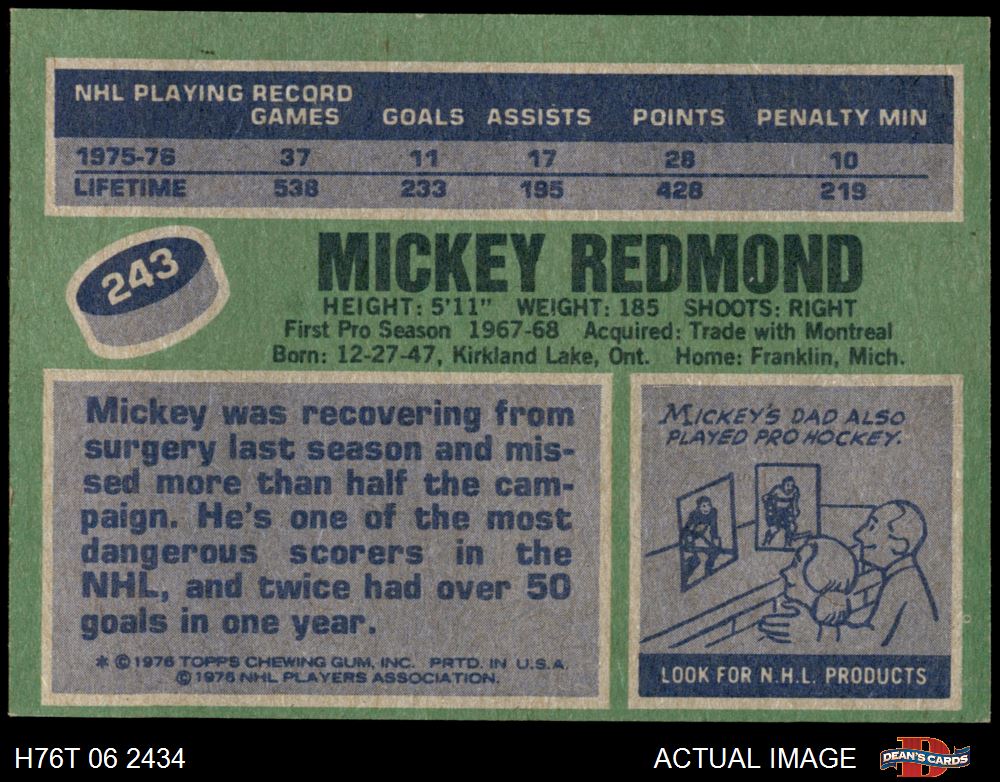 NHL PLAYING RECORD
GAMES GOALS ASSISTS POINTS PENALTY MIN
1975-76 37 11 17 28 10
LIFETIME 538 233 195 428 219
243
MICKEY REDMOND
HEIGHT: 5'11" WEIGHT: 185 SHOOTS: RIGHT
First Pro Season 1967-68 Acquired: Trade with Montreal
Born: 12-27-47, Kirkland Lake, Ont. Home: Franklin, Mich.
Mickey was recovering from
surgery last season and mis-
sed more than half the cam-
paign. He's one of the most
dangerous scorers in the
NHL, and twice had over 50
goals in one year.
* © 1976 TOPPS CHEWING GUM, INC. PRTD. IN U.S.A.
© 1976 NHL PLAYERS ASSOCIATION.
MICKEY'S DAD ALSO
PLAYED PRO HOCKEY.
LOOK FOR N.H.L. PRODUCTS
H76T 06 2434
ACTUAL IMAGE
D
DEAN'S CARDS